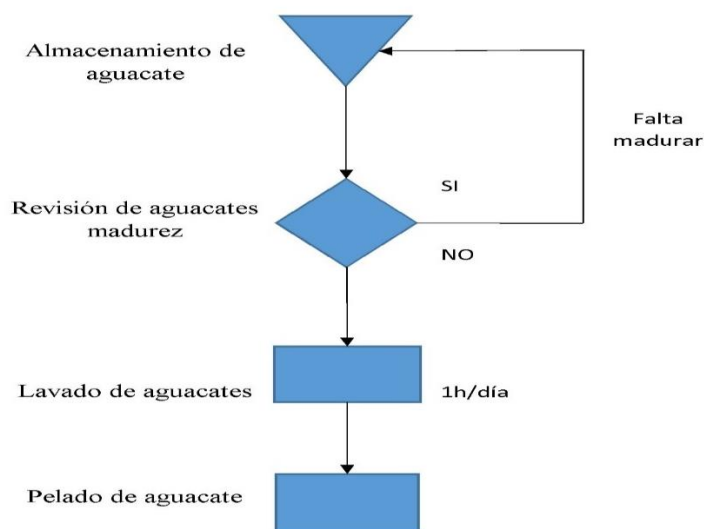 Almacenamiento de
aguacate
Falta
madurar
SI
Revisión de aguacates
madurez
NO
Lavado de aguacates
1h/día
Pelado de aguacate